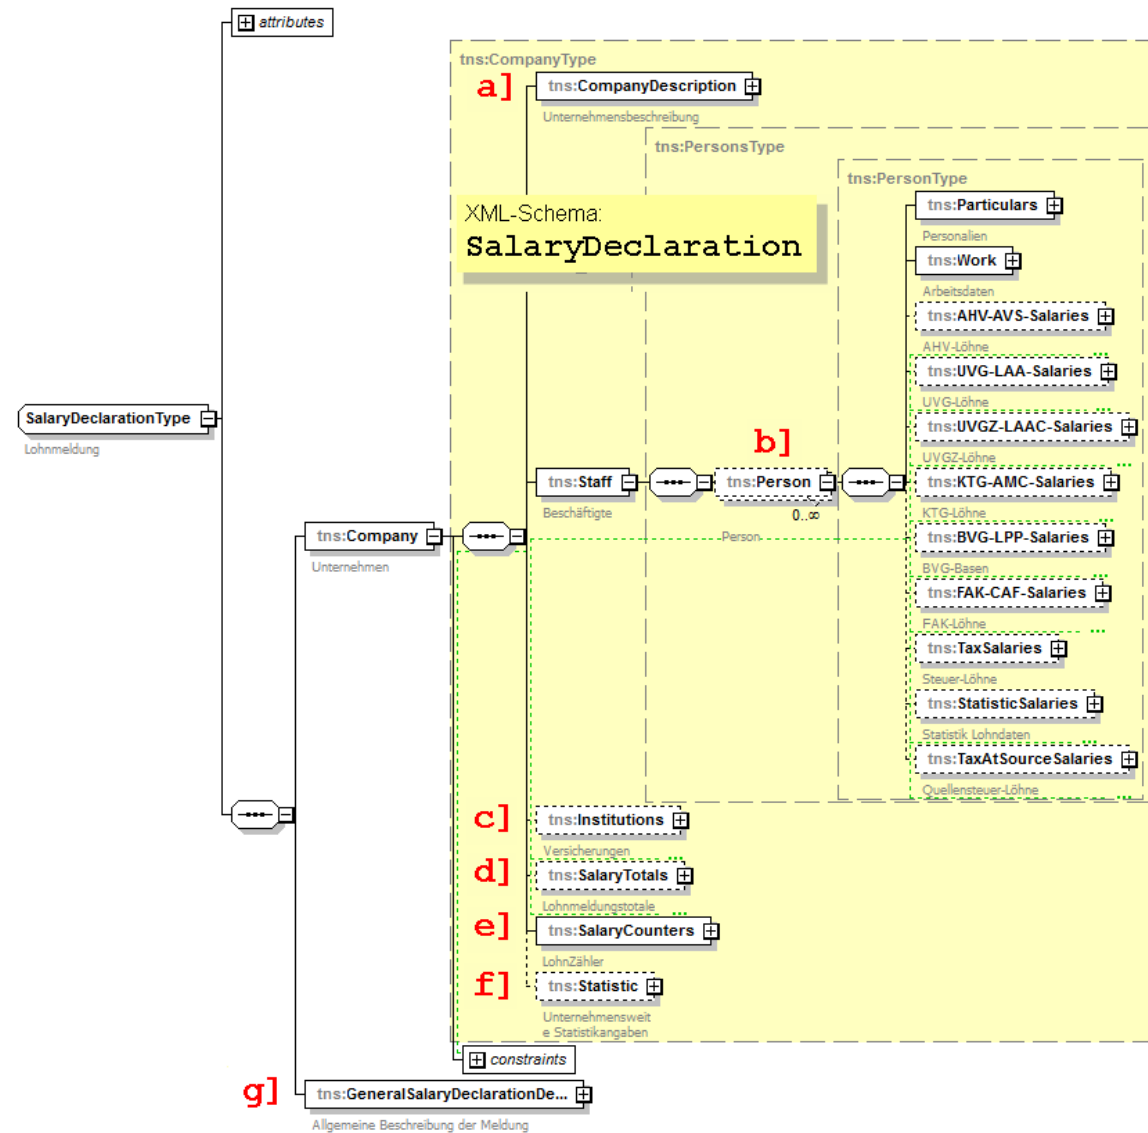 attributes
tns:CompanyType
a]
tns:CompanyDescription
Unternehmensbeschreibung
tns:PersonsType
tns:PersonType
XML-Schema:
SalaryDeclaration
tns:Particulars
Personalien
tns:Work
Arbeitsdaten
tns:AHV-AVS-Salaries
AHV-Löhne
tns:UVG-LAA-Salaries
UVG-Löhne
SalaryDeclarationType
Lohnmeldung
tns:UVGZ-LAAC-Salaries
UVGZ-Löhne
b]
tns:Staff
Beschäftigte
tns:Person
0..∞
Person
tns:KTG-AMC-Salaries
KTG-Löhne
tns:Company
Unternehmen
tns:BVG-LPP-Salaries
BVG-Basen
tns:FAK-CAF-Salaries
FAK-Löhne
tns:TaxSalaries
Steuer-Löhne
tns:StatisticSalaries
Statistik Lohndaten
tns:TaxAtSourceSalaries
Quellensteuer-Löhne
c]
tns:Institutions
Versicherungen
d]
tns:SalaryTotals
Lohnmeldungstotale
e]
tns:SalaryCounters
LohnZähler
f]
tns:Statistic
Unternehmensweit
e Statistikangaben
constraints
g]
tns:GeneralSalaryDeclarationDe...
Allgemeine Beschreibung der Meldung